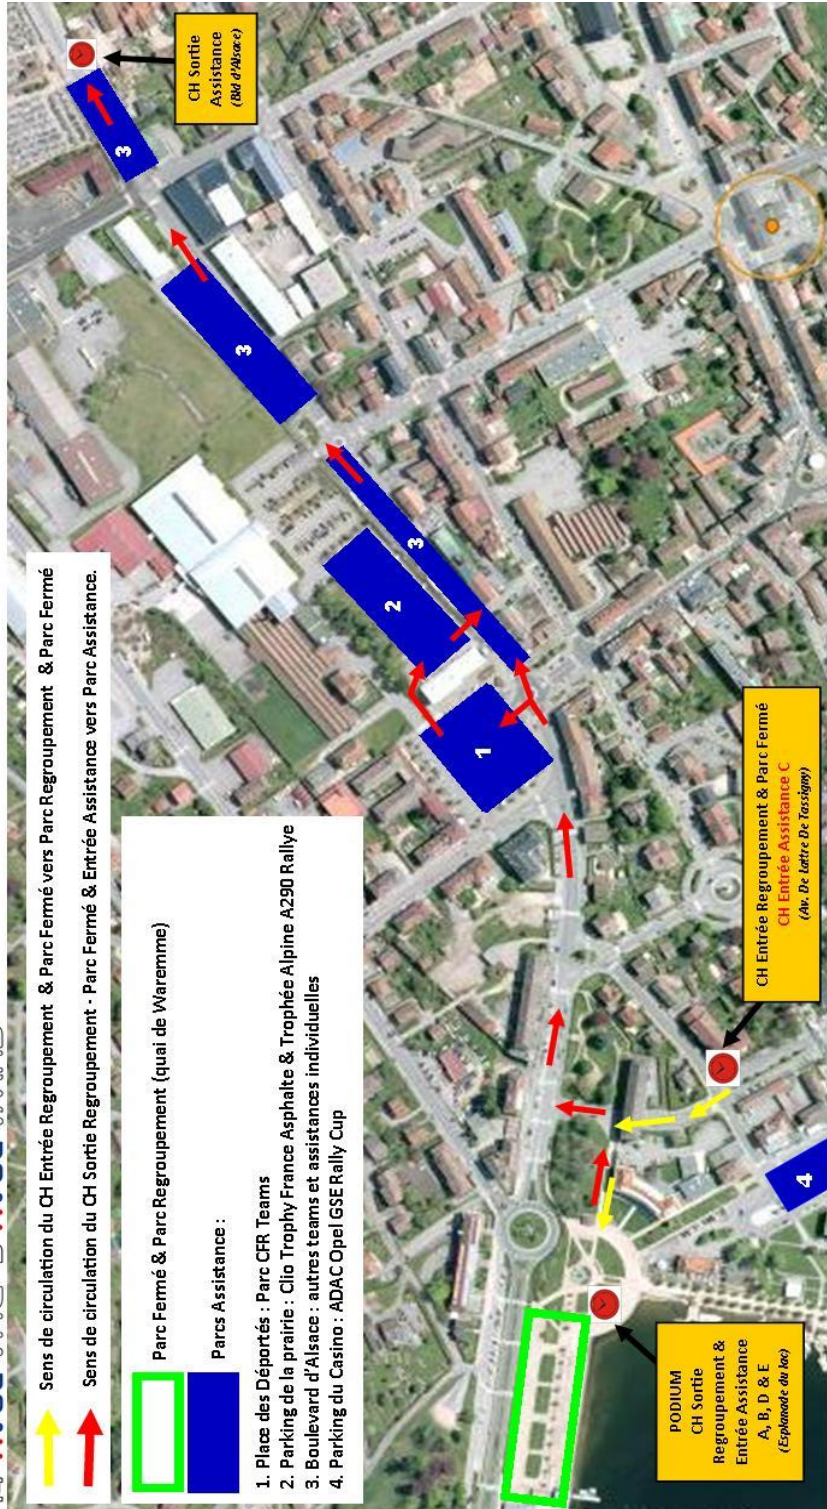 Sens de circulation du CH Entrée Regroupement & Parc Fermé vers Parc Regroupement & Parc Fermé
Sens de circulation du CH Sortie Regroupement - Parc Fermé & Entrée Assistance vers Parc Assistance.
Parc Fermé & Parc Regroupement (quai de Waremme)
Parcs Assistance :
1. Place des Déportés : Parc CFR Teams
2. Parking de la prairie : Clio Trophy France Asphalte & Trophée Alpine A290 Rallye
3. Boulevard d'Alsace : autres teams et assistances individuelles
4. Parking du Casino : ADAC Opel GSE Rally Cup
CH Sortie
Assistance
(Bld d'Alsace)
3
3
3
2
1
4
CH Entrée Regroupement & Parc Fermé
CH Entrée Assistance C
(Av. De Lattre De Tassigny)
PODIUM
CH Sortie
Regroupement &
Entrée Assistance
A, B, D & E
(Esplanade du lac)